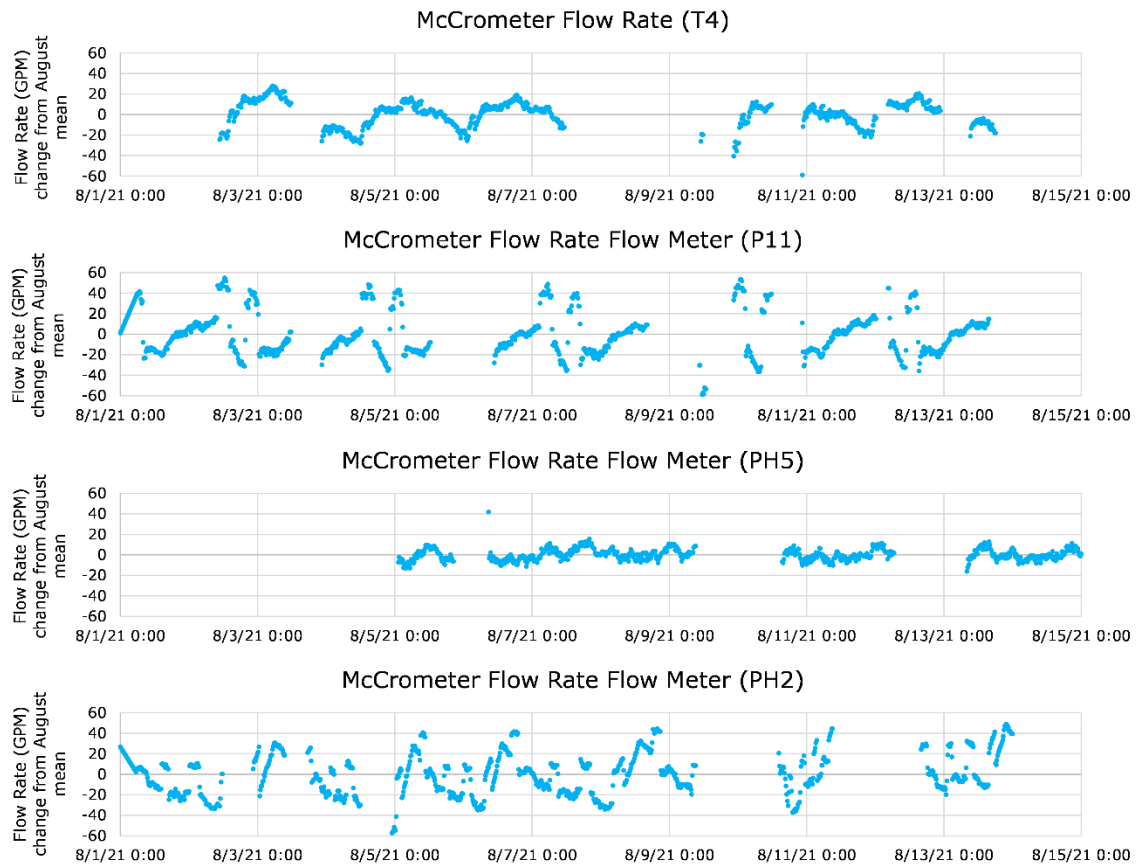 McCrometer Flow Rate (T4)
Flow Rate (GPM)
change from August
mean
60
40
20
0
-20
-40
-60
8/1/21 0:00 8/3/21 0:00 8/5/21 0:00 8/7/21 0:00 8/9/21 0:00 8/11/21 0:00 8/13/21 0:00 8/15/21 0:00
McCrometer Flow Rate Flow Meter (P11)
Flow Rate (GPM)
change from August
mean
60
40
20
0
-20
-40
-60
8/1/21 0:00 8/3/21 0:00 8/5/21 0:00 8/7/21 0:00 8/9/21 0:00 8/11/21 0:00 8/13/21 0:00 8/15/21 0:00
McCrometer Flow Rate Flow Meter (PH5)
Flow Rate (GPM)
change from August
mean
60
40
20
0
-20
-40
-60
8/1/21 0:00 8/3/21 0:00 8/5/21 0:00 8/7/21 0:00 8/9/21 0:00 8/11/21 0:00 8/13/21 0:00 8/15/21 0:00
McCrometer Flow Rate Flow Meter (PH2)
Flow Rate (GPM)
change from August
mean
60
40
20
0
-20
-40
-60
8/1/21 0:00 8/3/21 0:00 8/5/21 0:00 8/7/21 0:00 8/9/21 0:00 8/11/21 0:00 8/13/21 0:00 8/15/21 0:00